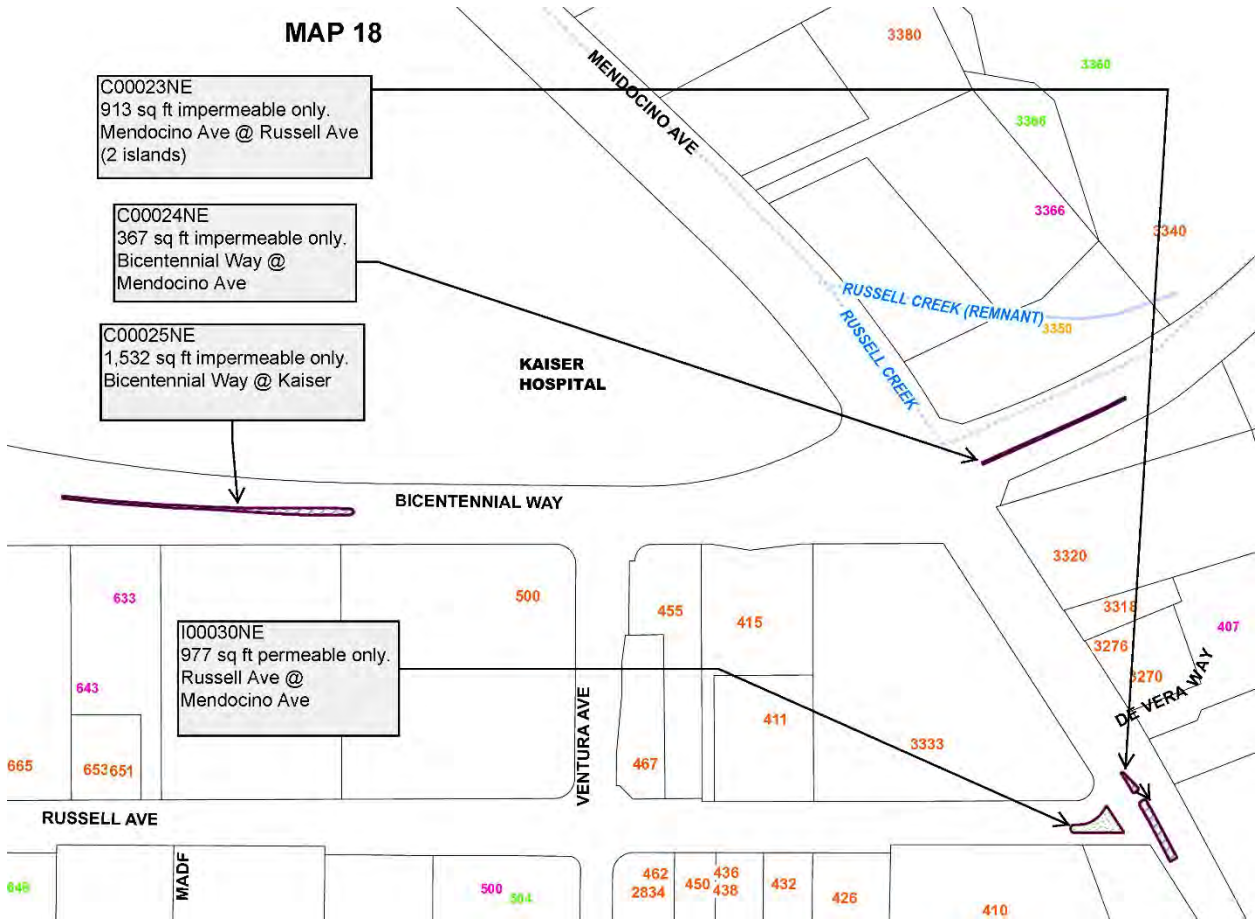 MAP 18
C00023NE
913 sq ft impermeable only.
Mendocino Ave @ Russell Ave
(2 islands)
C00024NE
367 sq ft impermeable only.
Bicentennial Way @
Mendocino Ave
C00025NE
1,532 sq ft impermeable only.
Bicentennial Way @ Kaiser
MENDOCINO AVE
3380
3360
3366
3366
3340
RUSSELL CREEK (REMNANT)
3350
RUSSELL CREEK
KAISER
HOSPITAL
BICENTENNIAL WAY
633
500
455
415
3320
3318
407
3276
3270
DE VERA WAY
I00030NE
977 sq ft permeable only.
Russell Ave @
Mendocino Ave
643
VENTURA AVE
411
3333
665
653
651
467
RUSSELL AVE
MADF
500
504
462
2834
450
436
438
432
426
410